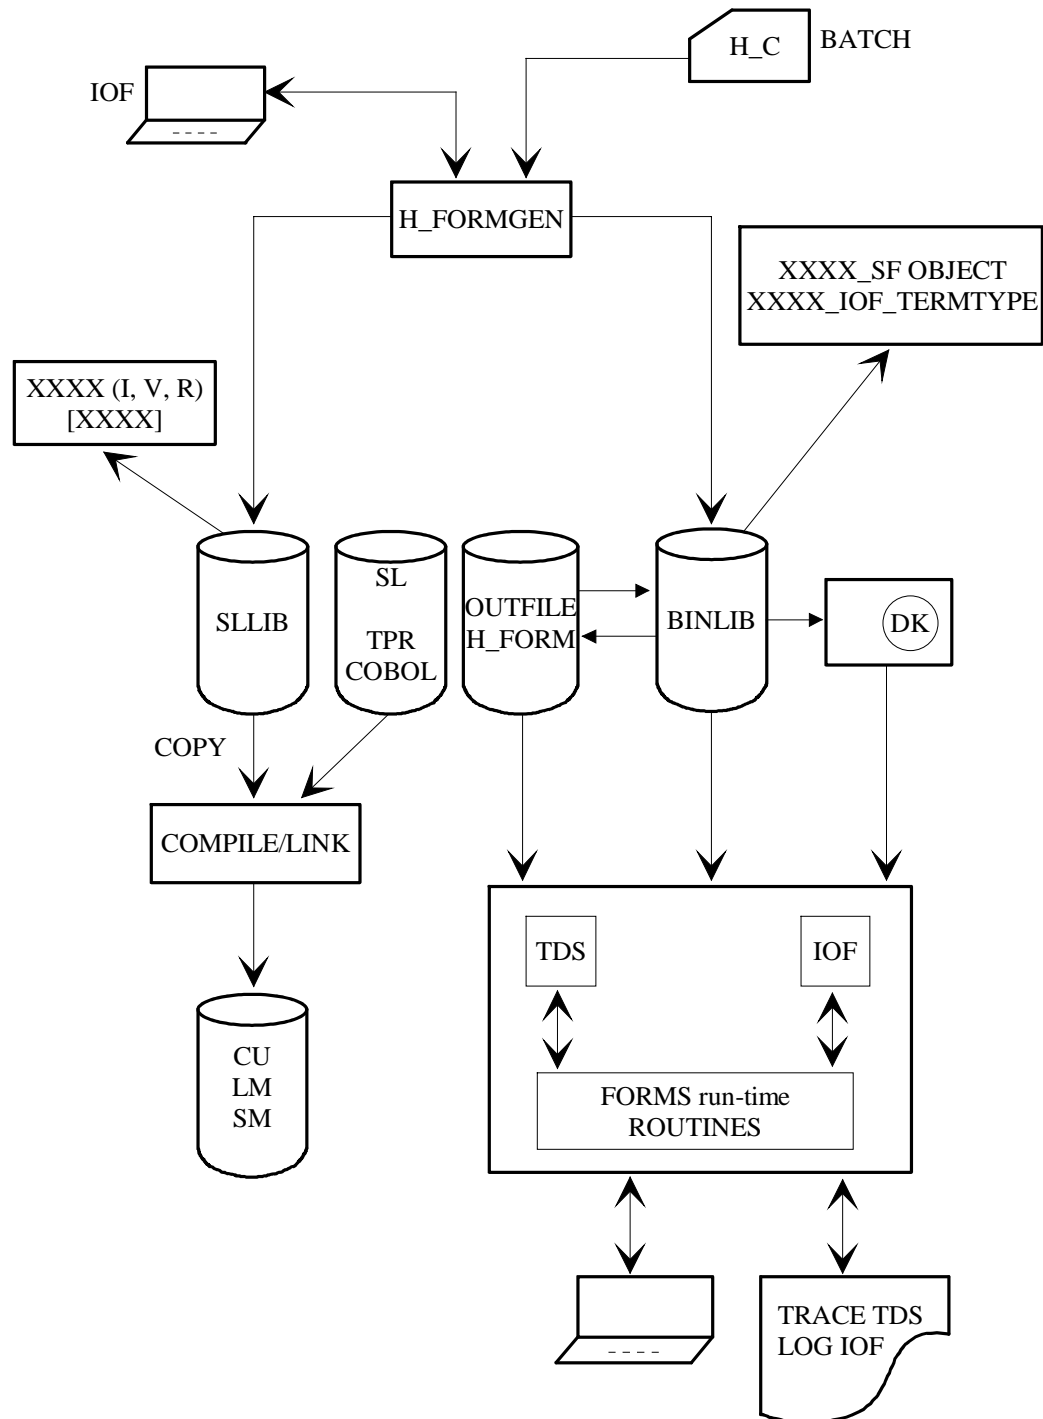 H_C
BATCH
IOF
H_FORMGEN
XXXX_SF OBJECT
XXXX_IOF_TERMTYPE
XXXX (I, V, R)
[XXXX]
SLLIB
SL
TPR
COBOL
OUTFILE
H_FORM
BINLIB
DK
COPY
COMPILE/LINK
TDS
IOF
CU
LM
SM
FORMS run-time
ROUTINES
TRACE TDS
LOG IOF